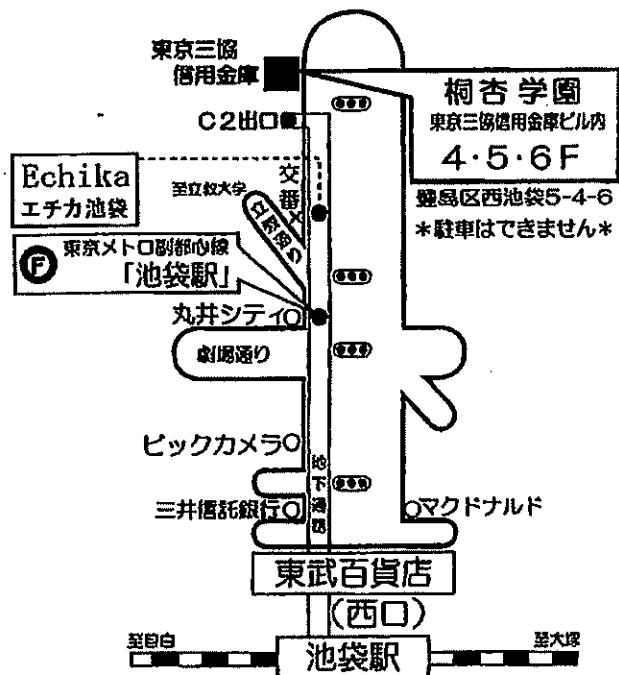 東京三協
信用金庫
桐杏学園
東京三協信用金庫ビル内
4・5・6F
豊島区西池袋5-4-6
*駐車はできません*
C2出口
Echika
エチカ池袋
至立教大学
交番
立教通り
F
東京メトロ副都心線
「池袋駅」
丸井シティ
劇場通り
ビックカメラ
地下通路
三井信託銀行
マクドナルド
東武百貨店
(西口)
至目白
池袋駅
至大塚